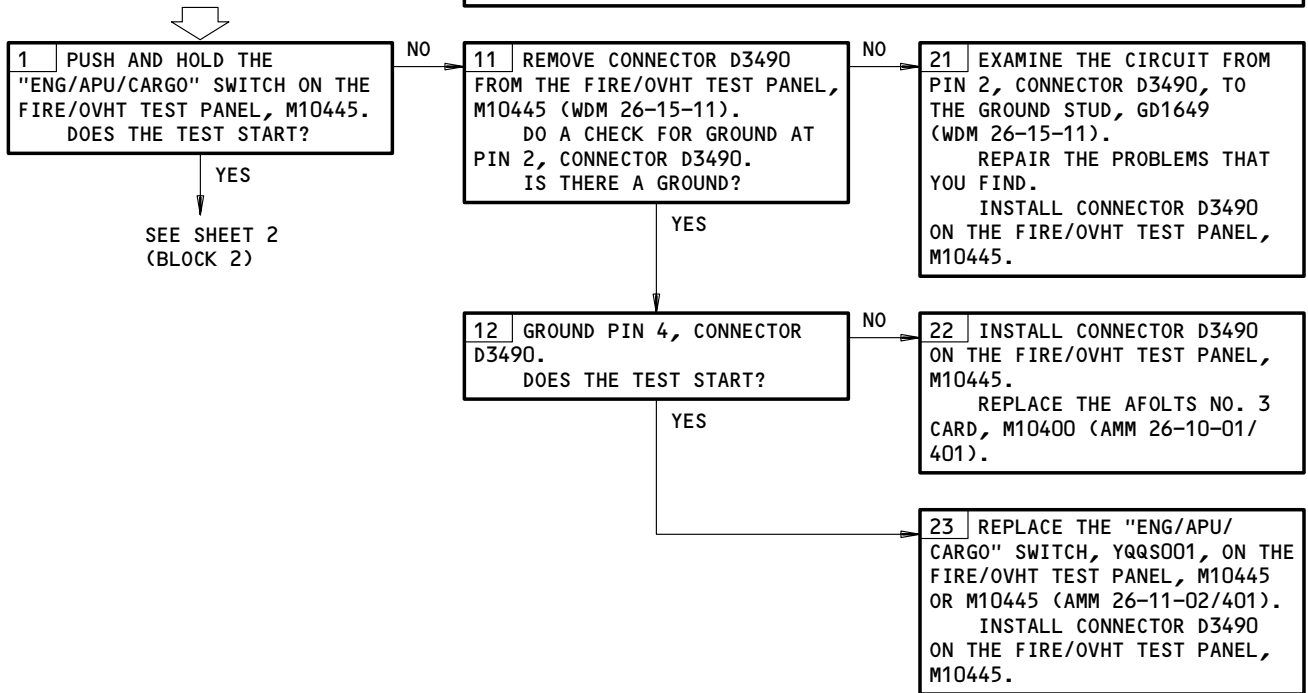 1 PUSH AND HOLD THE
"ENG/APU/CARGO" SWITCH ON THE
FIRE/OVHT TEST PANEL, M10445.
DOES THE TEST START?
NO
YES
SEE SHEET 2
(BLOCK 2)
11 REMOVE CONNECTOR D3490
FROM THE FIRE/OVHT TEST PANEL,
M10445 (WDM 26-15-11).
DO A CHECK FOR GROUND AT
PIN 2, CONNECTOR D3490.
IS THERE A GROUND?
NO
YES
21 EXAMINE THE CIRCUIT FROM
PIN 2, CONNECTOR D3490, TO
THE GROUND STUD, GD1649
(WDM 26-15-11).
REPAIR THE PROBLEMS THAT
YOU FIND.
INSTALL CONNECTOR D3490
ON THE FIRE/OVHT TEST PANEL,
M10445.
12 GROUND PIN 4, CONNECTOR
D3490.
DOES THE TEST START?
NO
YES
22 INSTALL CONNECTOR D3490
ON THE FIRE/OVHT TEST PANEL,
M10445.
REPLACE THE AFOLTS NO. 3
CARD, M10400 (AMM 26-10-01/
401).
23 REPLACE THE "ENG/APU/
CARGO" SWITCH, YQQS001, ON THE
FIRE/OVHT TEST PANEL, M10445
OR M10445 (AMM 26-11-02/401).
INSTALL CONNECTOR D3490
ON THE FIRE/OVHT TEST PANEL,
M10445.